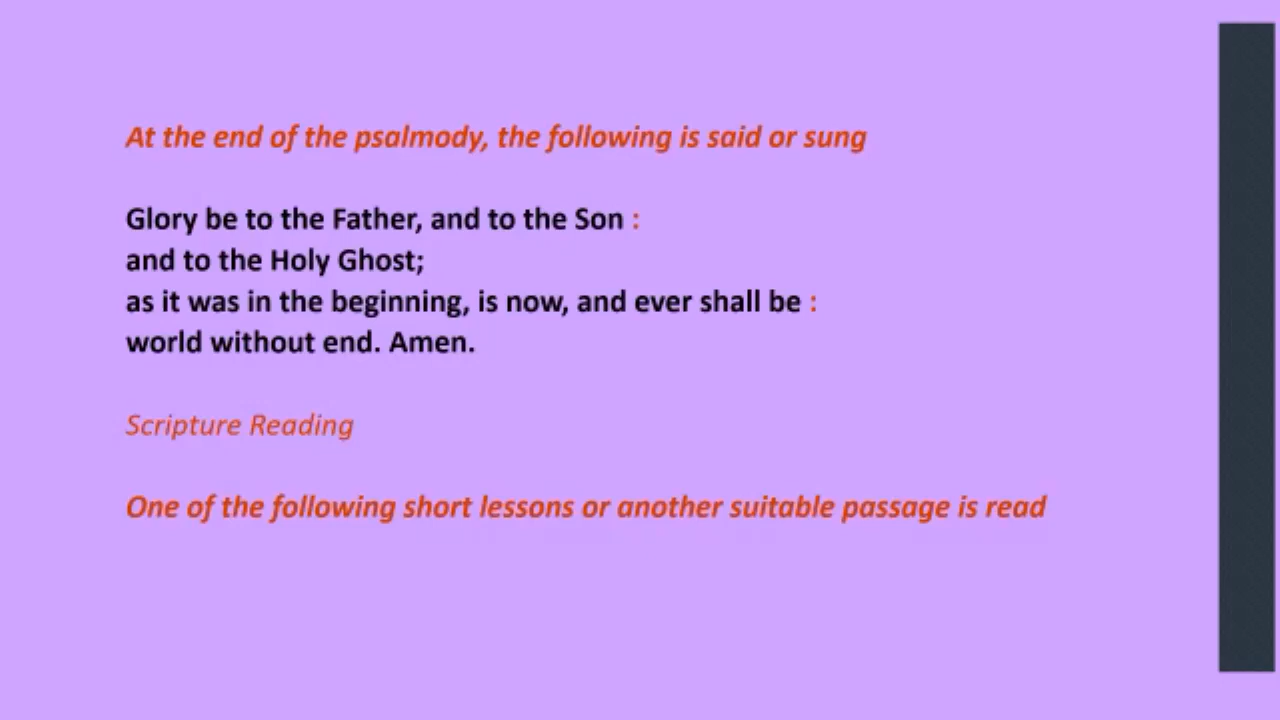 At the end of the psalmody, the following is said or sung
Glory be to the Father, and to the Son :
and to the Holy Ghost;
as it was in the beginning, is now, and ever shall be :
world without end. Amen.
Scripture Reading
One of the following short lessons or another suitable passage is read